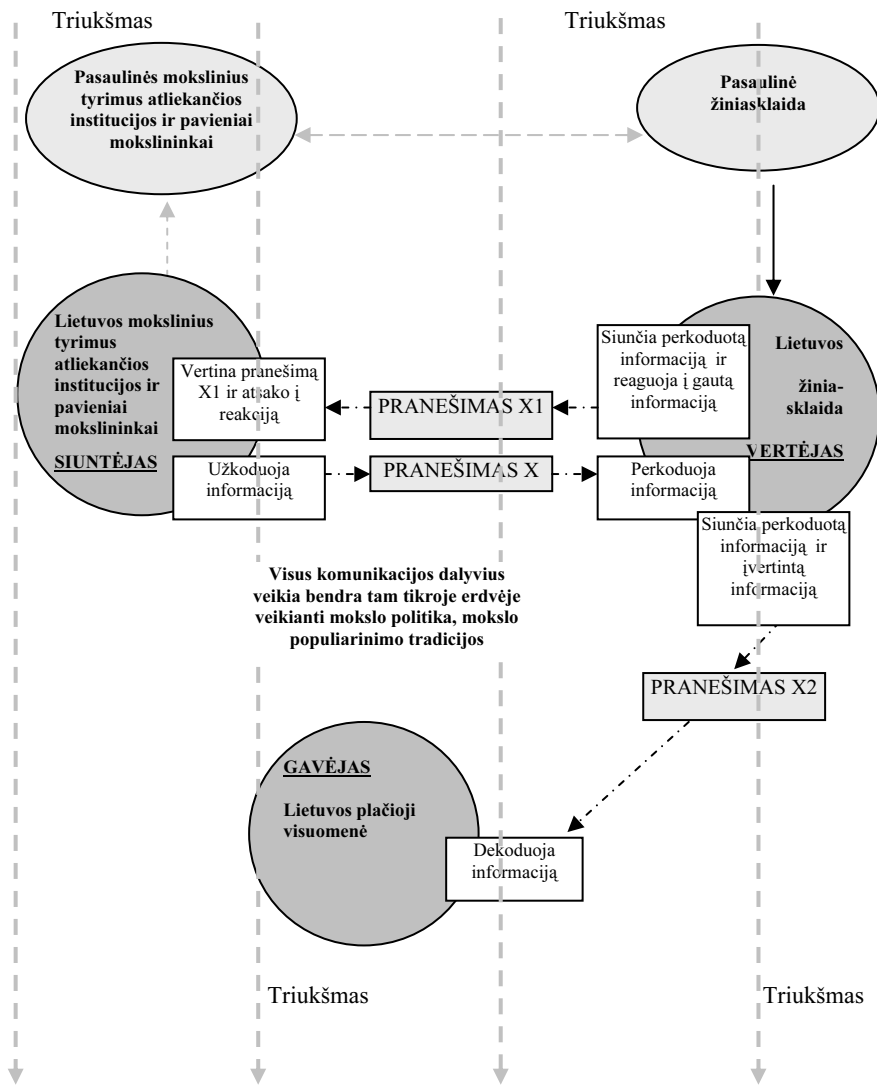 Triukšmas
Triukšmas
Pasaulinės mokslinius
tyrimus atliekančios
institucijos ir pavieniai
mokslininkai
Pasaulinė
žiniasklaida
Lietuvos mokslinius
tyrimus
atliekančios
institucijos ir
pavieniai
mokslininkai
SIUNTĖJAS
Vertina pranešimą
X1 ir atsako į
reakciją
PRANEŠIMAS X1
Siunčia perkoduotą
informaciją ir
reaguoja į gautą
informaciją
Lietuvos
žinia-
sklaida
VERTĖJAS
Užkoduoja
informaciją
PRANEŠIMAS X
Perkoduoja
informaciją
Siunčia perkoduotą
informaciją ir
įvertintą
informaciją
Visus komunikacijos dalyvius
veikia bendra tam tikroje erdvėje
veikianti mokslo politika, mokslo
populiarinimo tradicijos
PRANEŠIMAS X2
GAVĖJAS
Lietuvos plačioji
visuomenė
Dekoduoja
informaciją
Triukšmas
Triukšmas